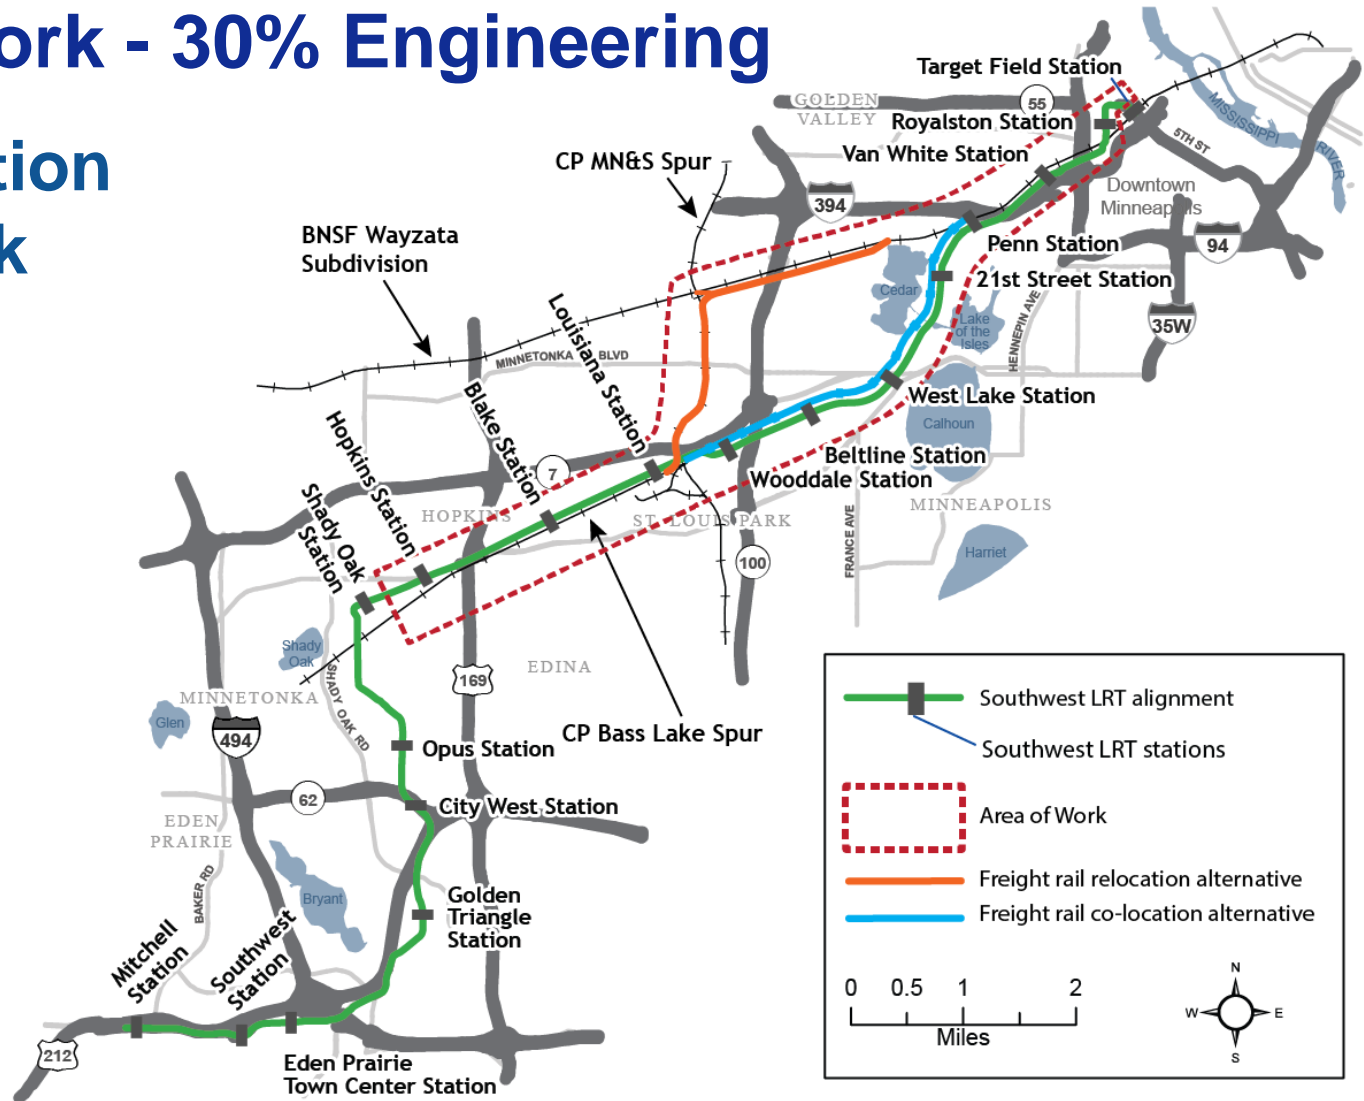 ork - 30% Engineering
tion
k
Target Field Station
GOLDEN
VALLEY
55
Royalston Station
MISSISSIPPI
RIVER
5TH ST
Van White Station
CP MN&S Spur
Downtown
Minneapolis
394
BNSF Wayzata
Subdivision
Penn Station
94
21st Street Station
Cedar
Lake
of the
Isles
HENNEPIN AVE
35W
Louisiana Station
MINNETONKA BLVD
Blake Station
West Lake Station
Calhoun
Hopkins Station
Beltline Station
7
Wooddale Station
Shady Oak
Station
HOPKINS
ST. LOUIS PARK
MINNEAPOLIS
FRANCE AVE
Harriet
100
Shady
Oak
EDINA
169
MINNETONKA
SHADY OAK RD
Glen
494
Opus Station
CP Bass Lake Spur
62
City West Station
EDEN
PRAIRIE
BAKER RD
Bryant
Golden
Triangle
Station
Mitchell
Station
Southwest
Station
212
Eden Prairie
Town Center Station
Southwest LRT alignment
Southwest LRT stations
Area of Work
Freight rail relocation alternative
Freight rail co-location alternative
0 0.5 1 2
Miles
N
W E
S